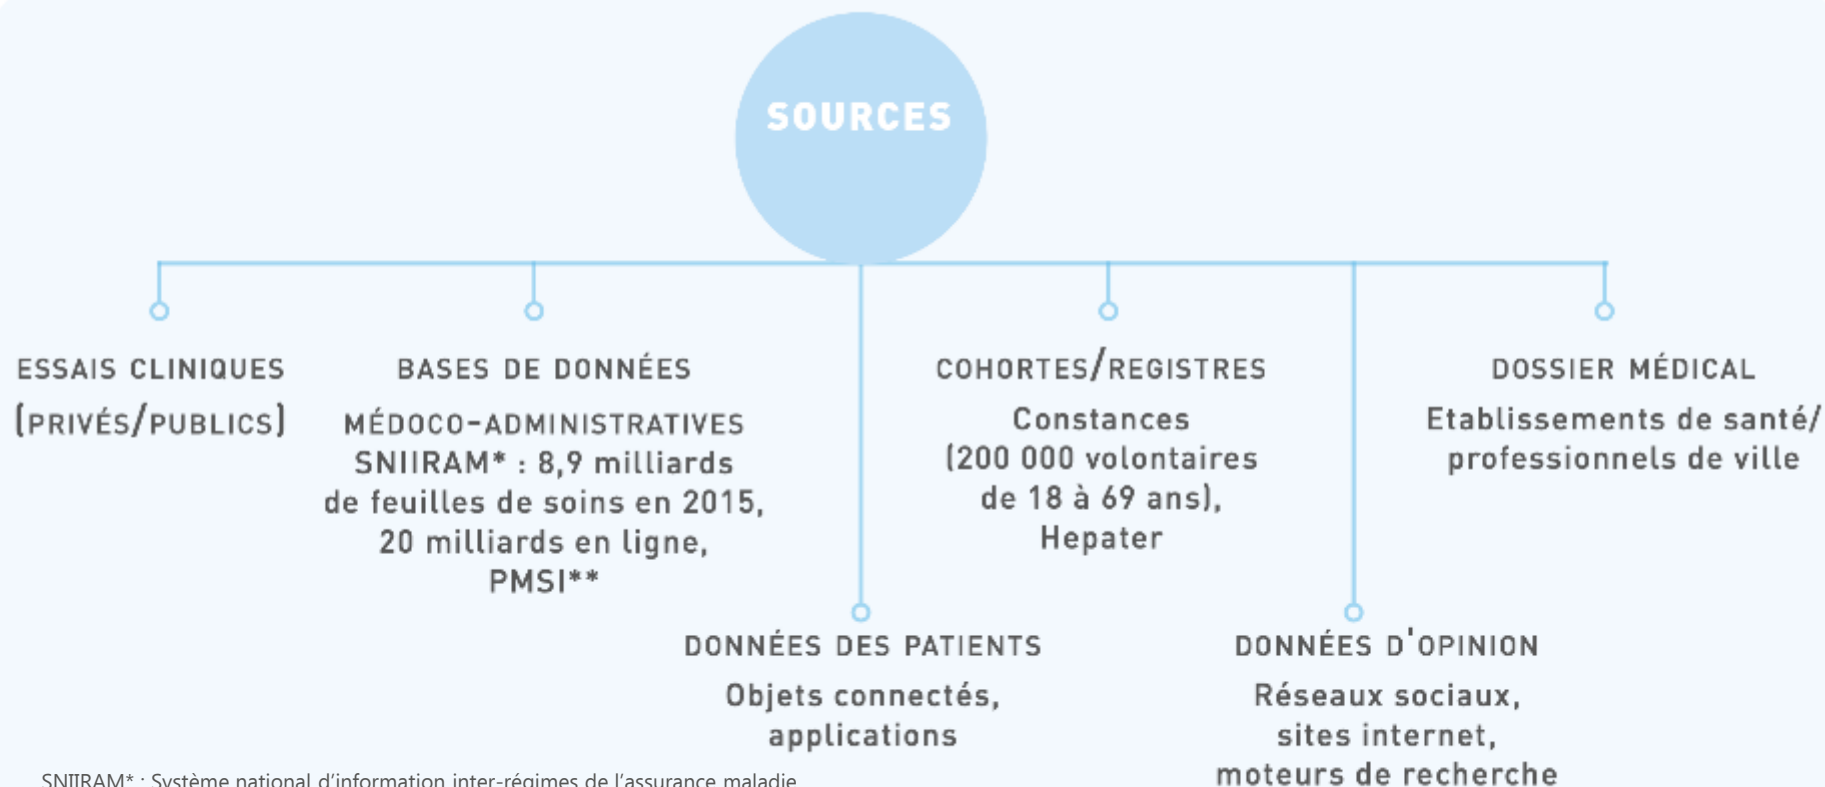 SOURCES
ESSAIS CLINIQUES
(PRIVÉS/PUBLICS)
BASES DE DONNÉES
MÉDOCO-ADMINISTRATIVES
SNIIRAM* : 8,9 milliards
de feuilles de soins en 2015,
20 milliards en ligne,
PMSI**
COHORTES/REGISTRES
Constances
(200 000 volontaires
de 18 à 69 ans),
Hepater
DOSSIER MÉDICAL
Etablissements de santé/
professionnels de ville
DONNÉES DES PATIENTS
Objets connectés,
applications
DONNÉES D'OPINION
Réseaux sociaux,
sites internet,
moteurs de recherche
SNIIRAM* : Système national d'information inter-régimes de l'assurance maladie